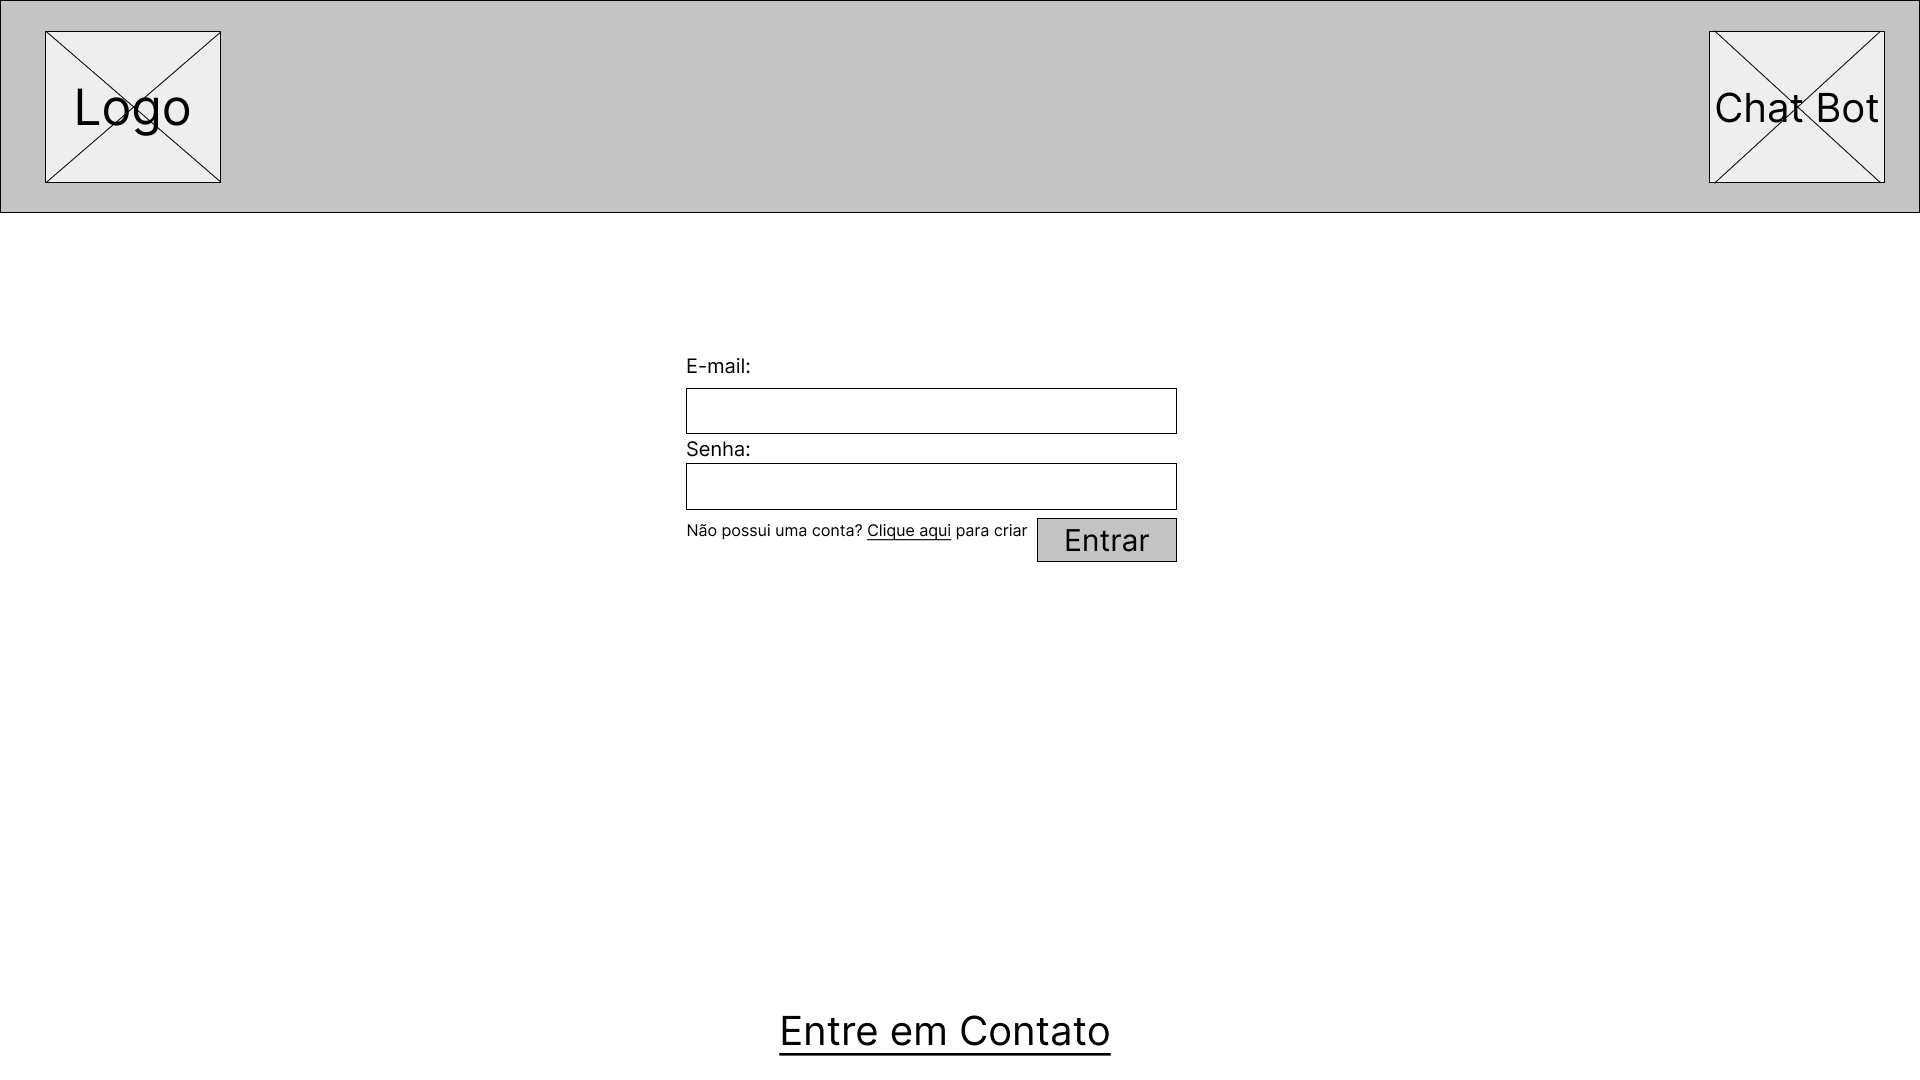 Logo
Chat Bot
E-mail:
Senha:
Não possui uma conta? Clique aqui para criar
Entrar
Entre em Contato